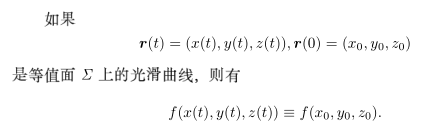 如果
r(t) = (x(t), y(t), z(t)), r(0) = (x₀, y₀, z₀)
是等值面 Σ 上的光滑曲线, 则有
f(x(t), y(t), z(t)) ≡ f(x₀, y₀, z₀).